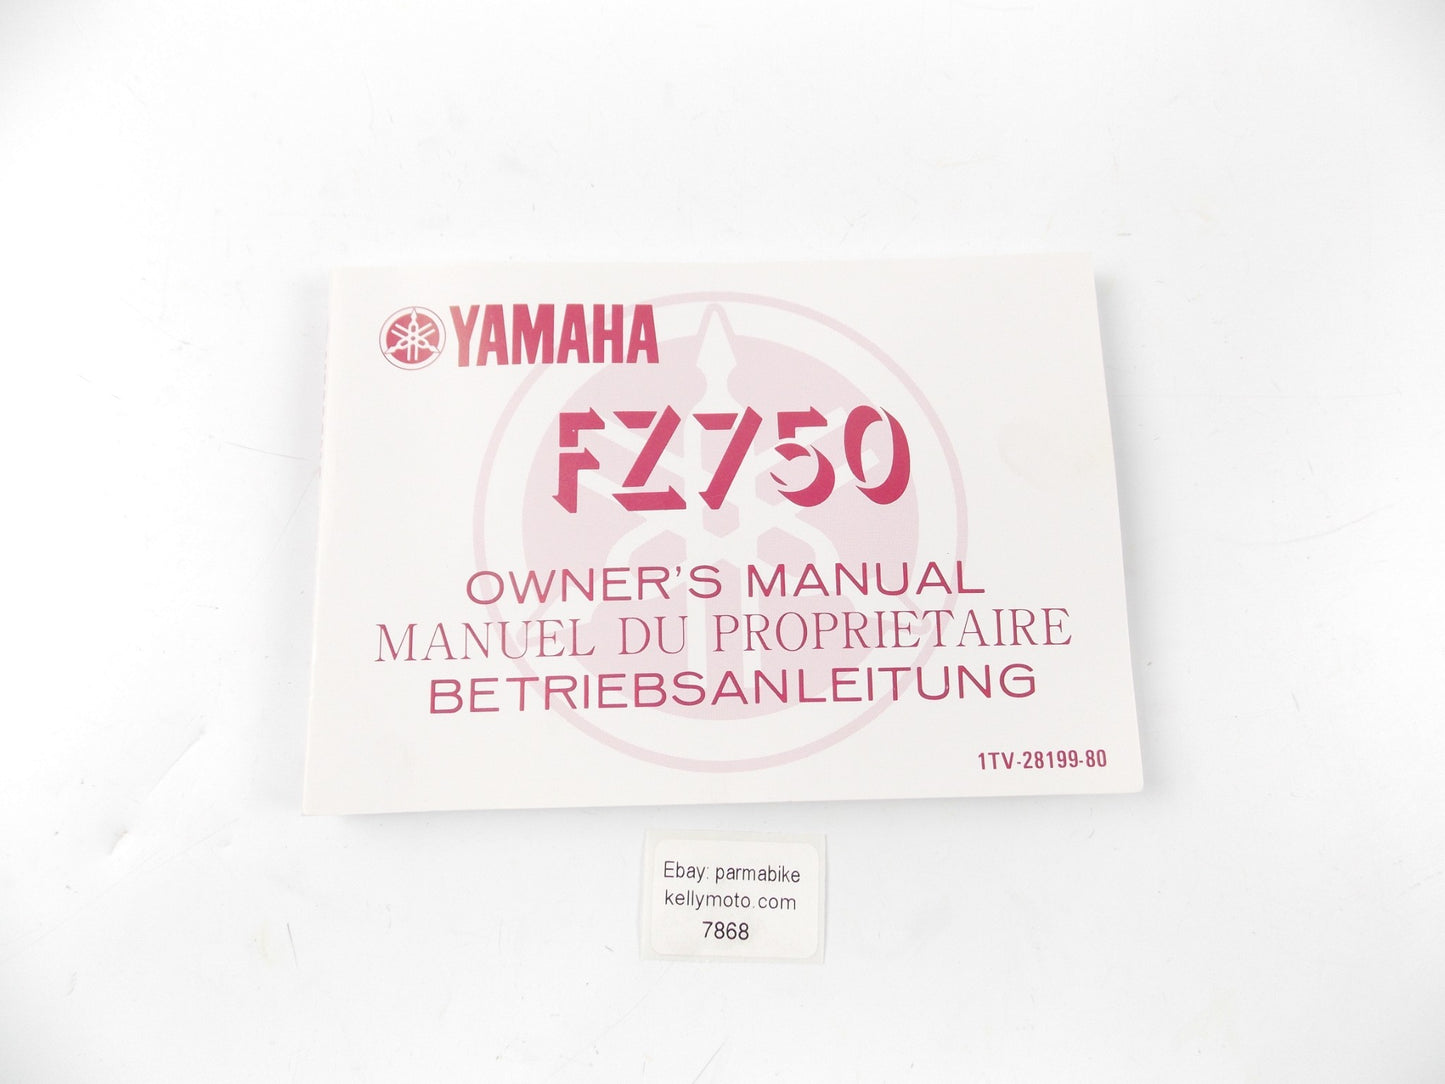 YAMAHA
FZ750
OWNER'S MANUAL
MANUEL DU PROPRIETAIRE
BETRIEBSANLEITUNG
1TV-28199-80
Ebay: parmabike
kellymoto.com
7868